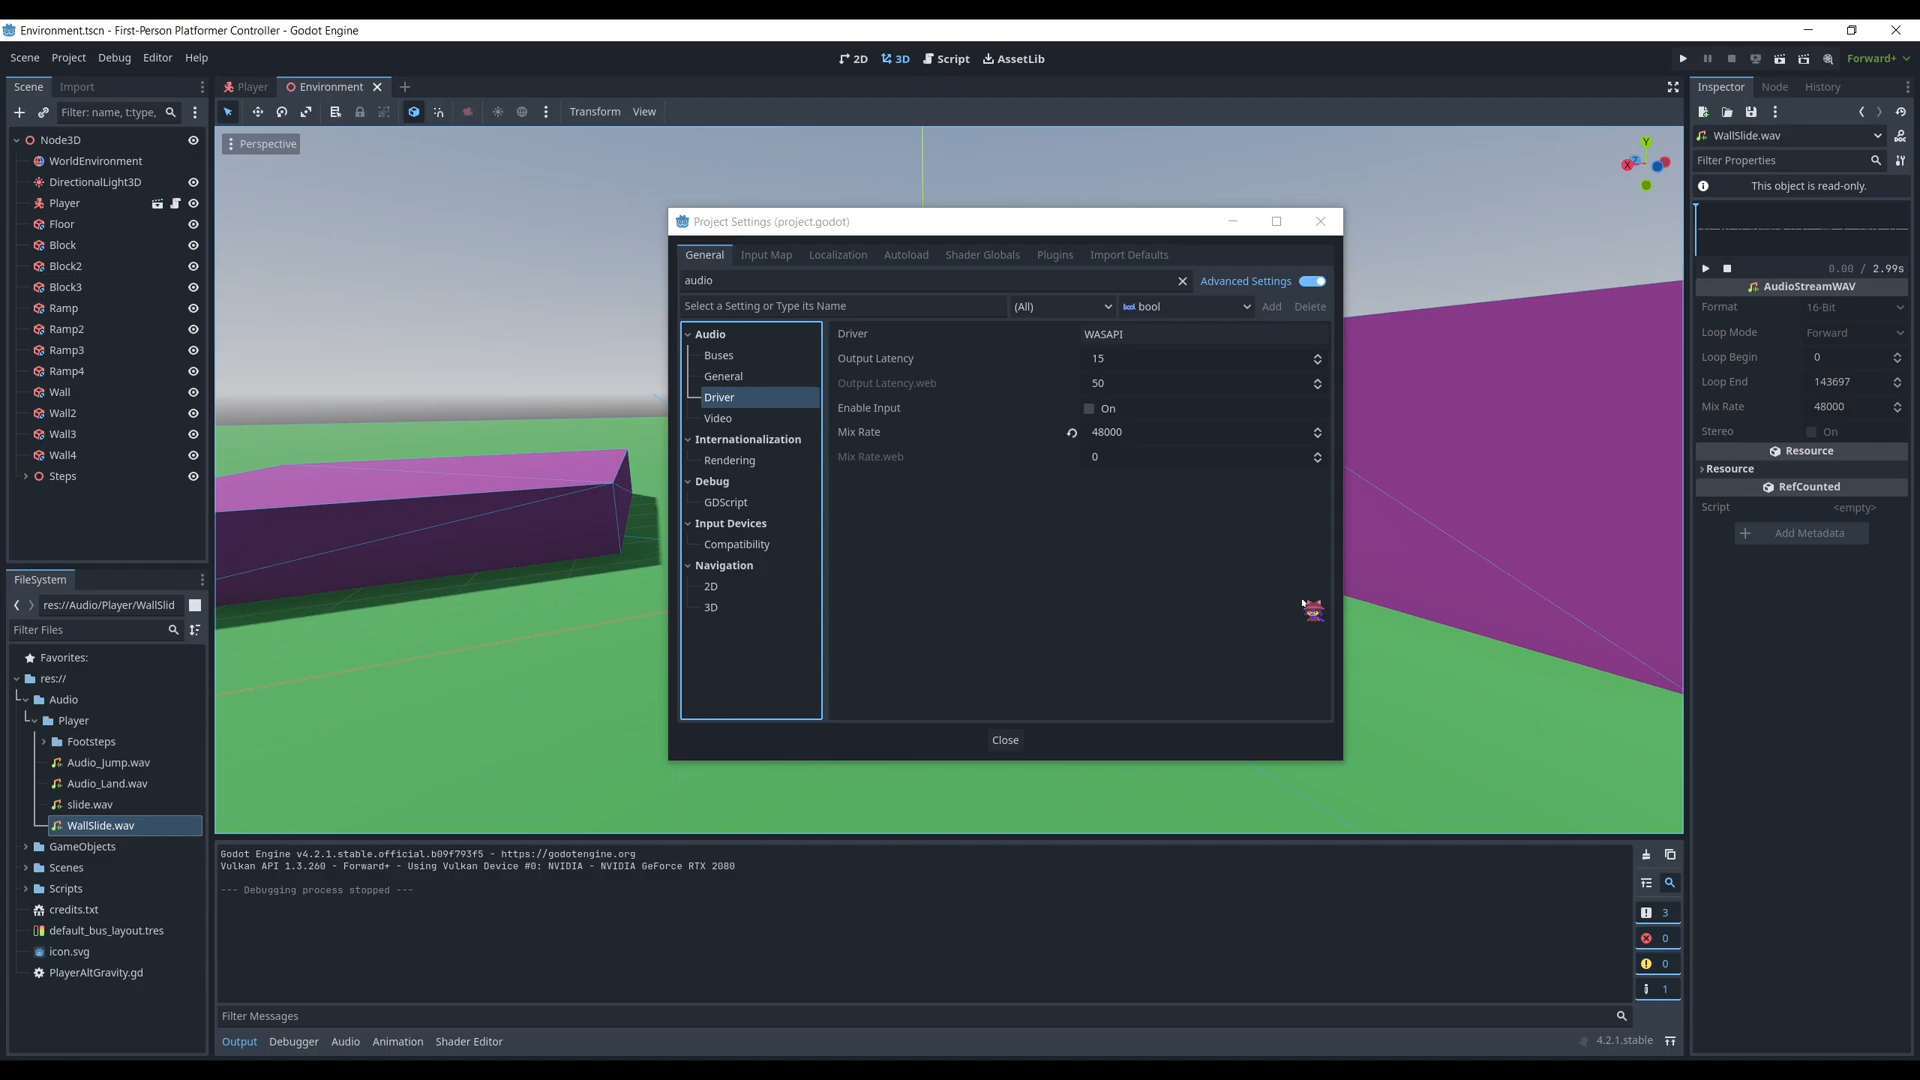 Environment.tscn - First-Person Platformer Controller - Godot Engine
Scene Project Debug Editor Help
2D 3D Script AssetLib
Forward+
Scene Import
Filter: name, t:type,
Node3D
WorldEnvironment
DirectionalLight3D
Player
Floor
Block
Block2
Block3
Ramp
Ramp2
Ramp3
Ramp4
Wall
Wall2
Wall3
Wall4
Steps
FileSystem
res://Audio/Player/WallSlid
Filter Files
Favorites:
res://
Audio
Player
Footsteps
Audio_Jump.wav
Audio_Land.wav
slide.wav
WallSlide.wav
GameObjects
Scenes
Scripts
credits.txt
default_bus_layout.tres
icon.svg
PlayerAltGravity.gd
Player Environment
Transform View
Perspective
Y
X
Z
Project Settings (project.godot)
General Input Map Localization Autoload Shader Globals Plugins Import Defaults
audio
Advanced Settings
Select a Setting or Type its Name (All) bool Add Delete
Audio
Buses
General
Driver
Video
Internationalization
Rendering
Debug
GDScript
Input Devices
Compatibility
Navigation
2D
3D
Driver WASAPI
Output Latency 15
Output Latency.web 50
Enable Input On
Mix Rate 48000
Mix Rate.web 0
Close
Godot Engine v4.2.1.stable.official.b09f793f5 - https://godotengine.org
Vulkan API 1.3.260 - Forward+ - Using Vulkan Device #0: NVIDIA - NVIDIA GeForce RTX 2080
--- Debugging process stopped ---
3
0
0
1
Filter Messages
Output Debugger Audio Animation Shader Editor
4.2.1.stable
Inspector Node History
WallSlide.wav
Filter Properties
This object is read-only.
0.00 / 2.99s
AudioStreamWAV
Format 16-Bit
Loop Mode Forward
Loop Begin 0
Loop End 143697
Mix Rate 48000
Stereo On
Resource
Resource
RefCounted
Script <empty>
Add Metadata